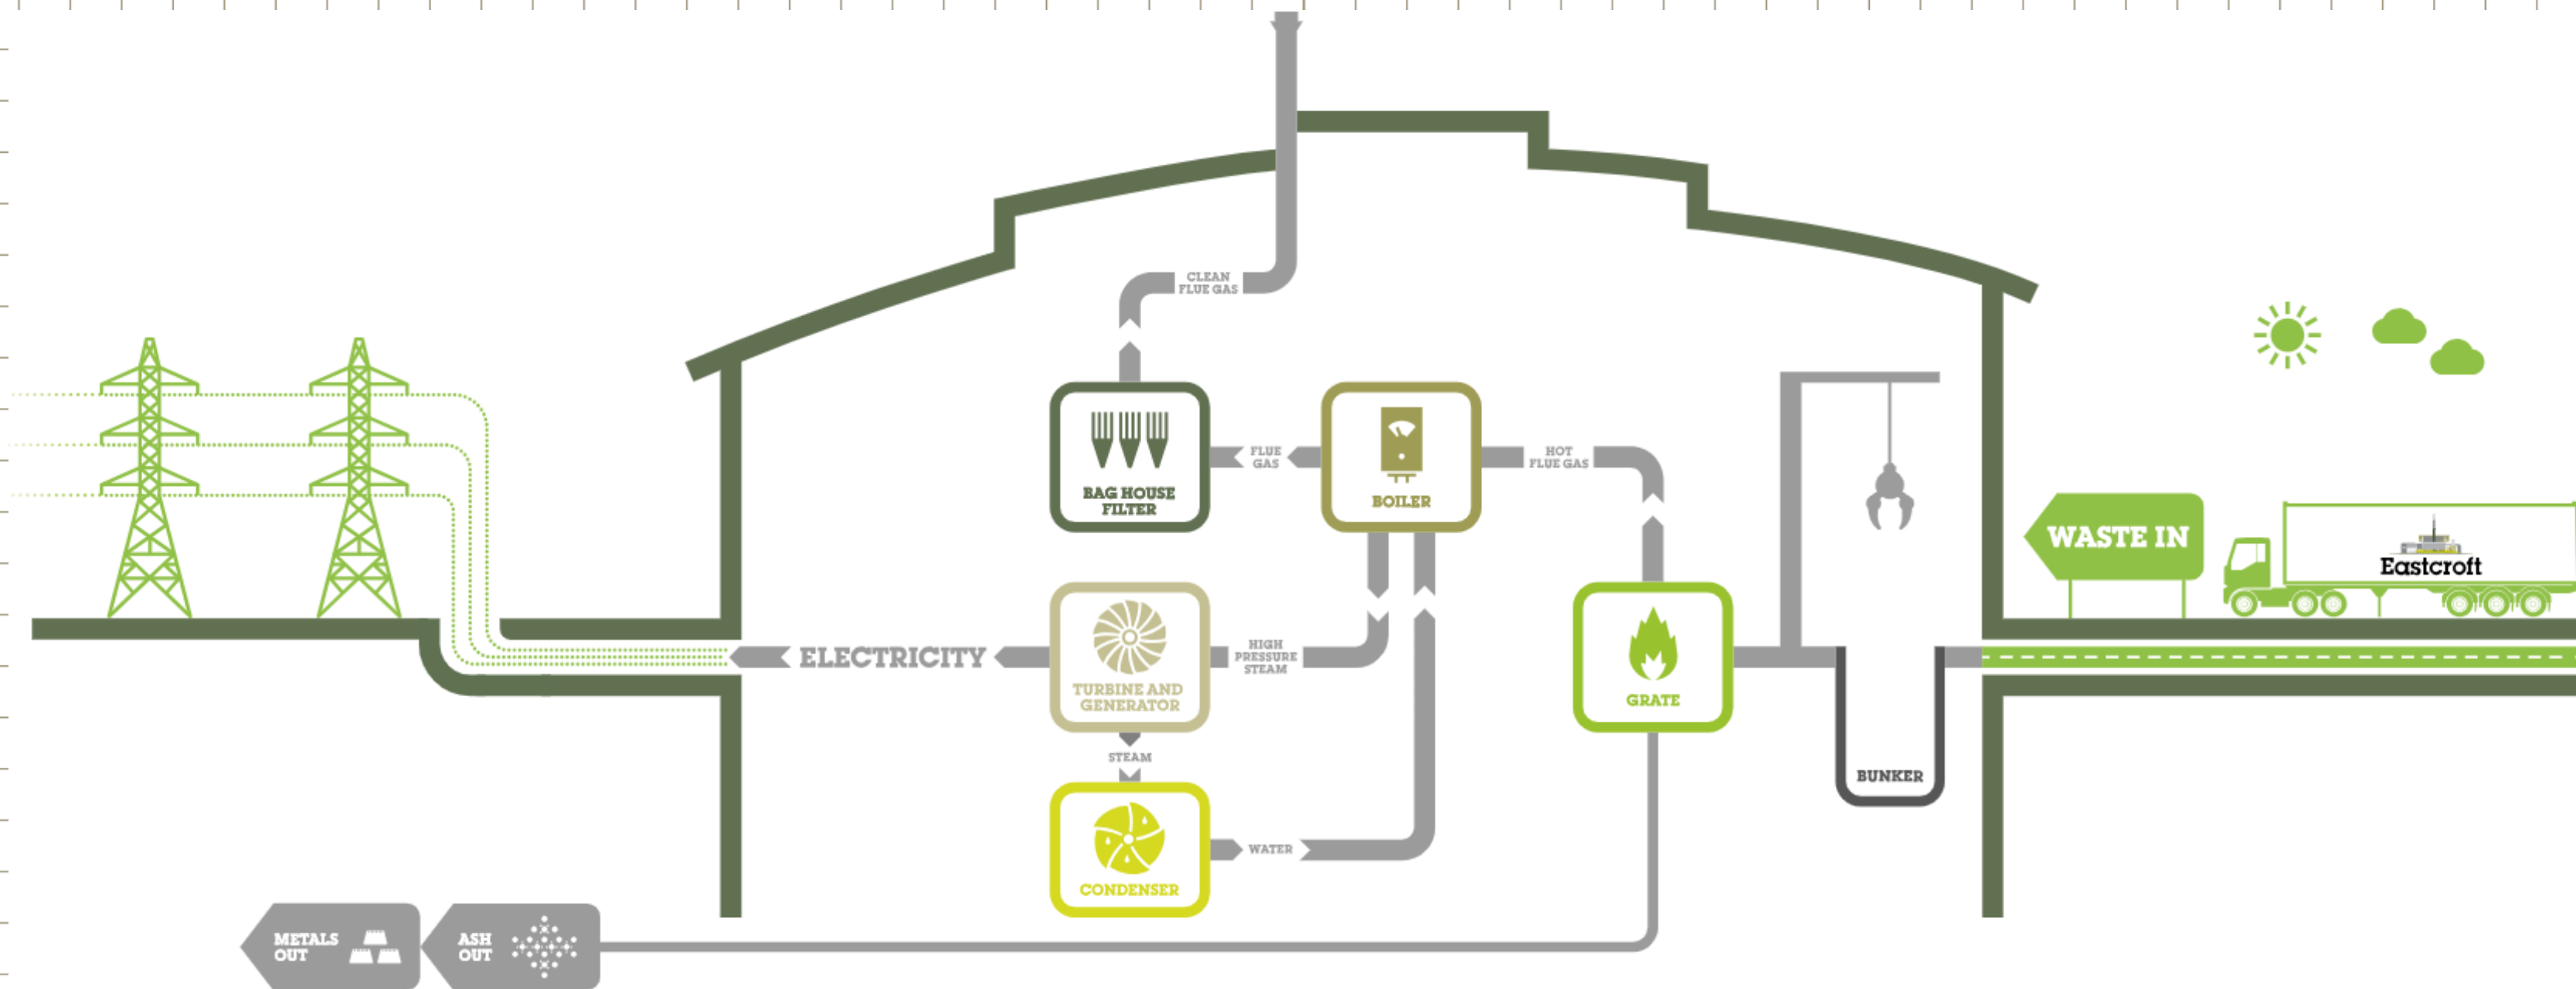 CLEAN
FLUE GAS
BAG HOUSE
FILTER
FLUE
GAS
BOILER
HOT
FLUE GAS
WASTE IN
Eastcroft
ELECTRICITY
TURBINE AND
GENERATOR
HIGH
PRESSURE
STEAM
GRATE
STEAM
BUNKER
CONDENSER
WATER
METALS
OUT
ASH
OUT